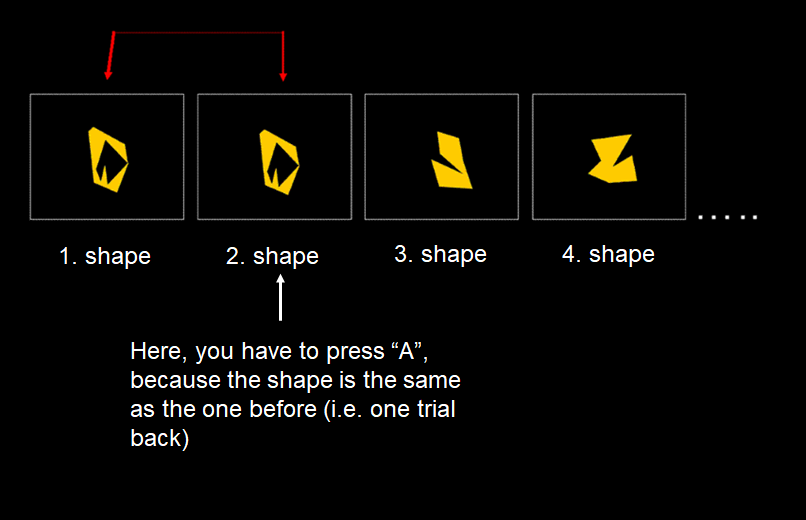 1. shape
2. shape
3. shape
4. shape
Here, you have to press “A”,
because the shape is the same
as the one before (i.e. one trial
back)